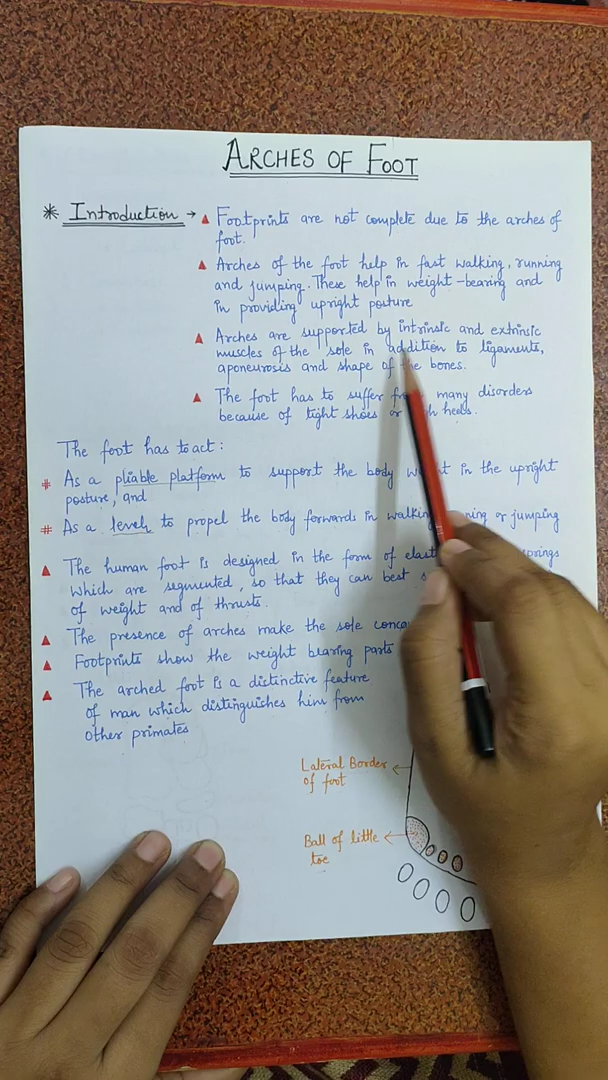 ARCHES OF FOOT
* Introduction → ▲ Footprints are not complete due to the arches of
foot.
▲ Arches of the foot help in fast walking, running
and jumping. These help in weight-bearing and
in providing upright posture
▲ Arches are supported by intrinsic and extrinsic
muscles of the sole in addition to ligaments,
aponeurosis and shape of the bones.
▲ The foot has to suffer many disorders
because of tight shoes heels.
The foot has to act:
# As a pliable platform to support the body in the upright
posture, and
# As a levels to propel the body forwards in walking or jumping
▲ The human foot is designed in the form of springs
which are segmented, so that they can best
of weight and of thrusts.
▲ The presence of arches make the sole
▲ Footprints show the weight bearing parts
▲ The arched foot is a distinctive feature
of man which distinguishes him from
other primates
Lateral Border
of foot
Ball of little
toe